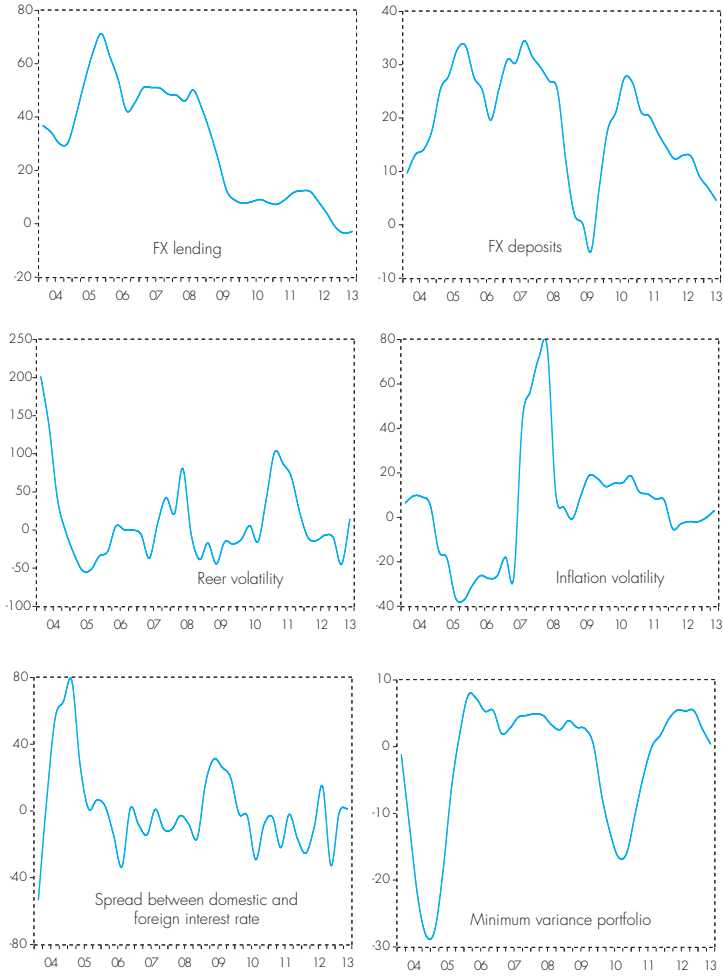 80
60
40
20
0
-20
FX lending
04 05 06 07 08 09 10 11 12 13
40
30
20
10
0
-10
FX deposits
04 05 06 07 08 09 10 11 12 13
250
200
150
100
50
0
-50
-100
Reer volatility
04 05 06 07 08 09 10 11 12 13
80
60
40
20
0
-20
-40
Inflation volatility
04 05 06 07 08 09 10 11 12 13
80
40
0
-40
-80
Spread between domestic and
foreign interest rate
04 05 06 07 08 09 10 11 12 13
10
0
-10
-20
-30
Minimum variance portfolio
04 05 06 07 08 09 10 11 12 13